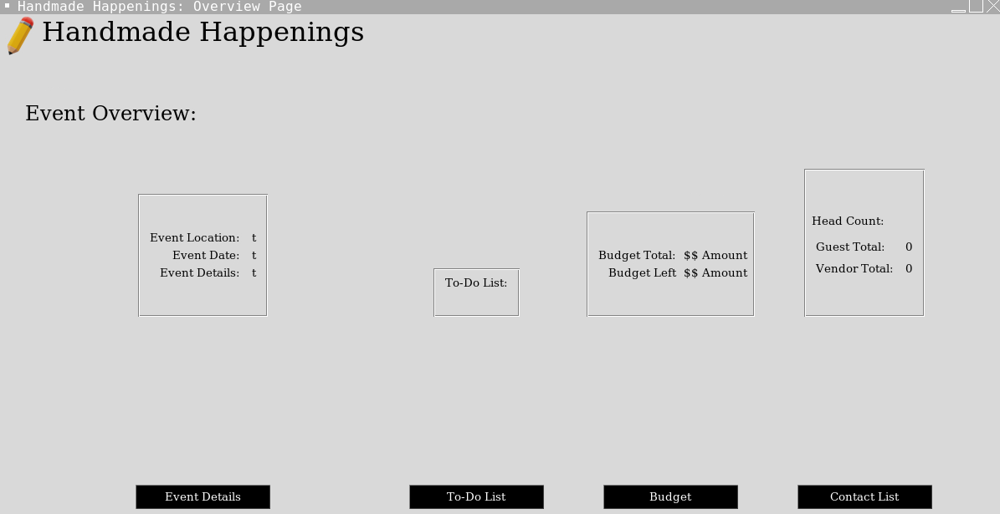 Handmade Happenings: Overview Page
Handmade Happenings
Event Overview:
Event Location: t
Event Date: t
Event Details: t
To-Do List:
Budget Total: $$ Amount
Budget Left $$ Amount
Head Count:
Guest Total: 0
Vendor Total: 0
Event Details
To-Do List
Budget
Contact List